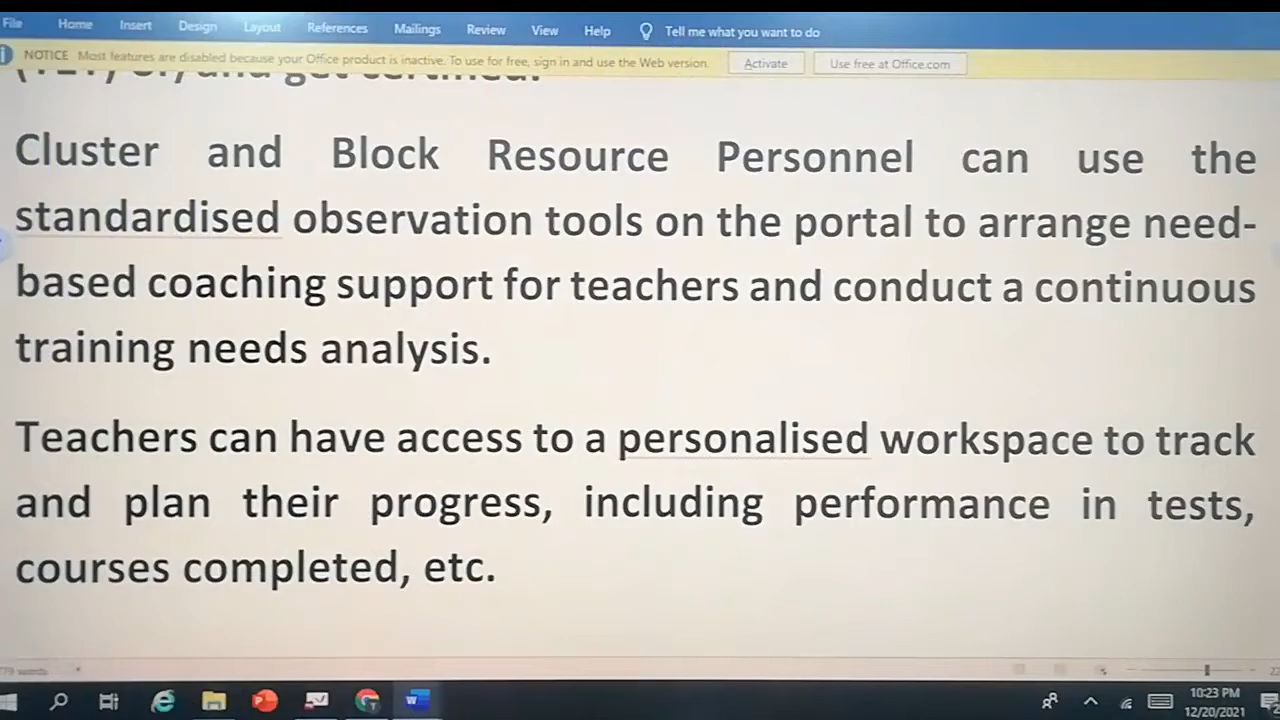 File Home Insert Design Layout References Mailings Review View Help Tell me what you want to do
NOTICE Most features are disabled because your Office product is inactive. To use for free, sign in and use the Web version. Activate Use free at Office.com
and get certified.
Cluster and Block Resource Personnel can use the
standardised observation tools on the portal to arrange need-
based coaching support for teachers and conduct a continuous
training needs analysis.
Teachers can have access to a personalised workspace to track
and plan their progress, including performance in tests,
courses completed, etc.
words
10:23 PM
12/20/2021